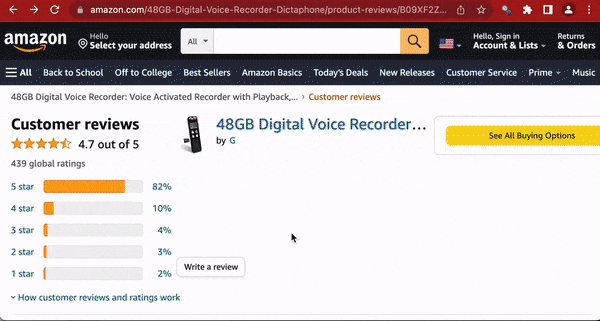 amazon.com/48GB-Digital-Voice-Recorder-Dictaphone/product-reviews/B09XF2Z...
amazon
Hello
Select your address
All
Hello, Sign in
Account & Lists
Returns
& Orders
All Back to School Off to College Best Sellers Amazon Basics Today's Deals New Releases Customer Service Prime Music
48GB Digital Voice Recorder: Voice Activated Recorder with Playback,... › Customer reviews
Customer reviews
4.7 out of 5
439 global ratings
5 star 82%
4 star 10%
3 star 4%
2 star 3%
1 star 2%
How customer reviews and ratings work
48GB Digital Voice Recorder...
by G
Write a review
See All Buying Options